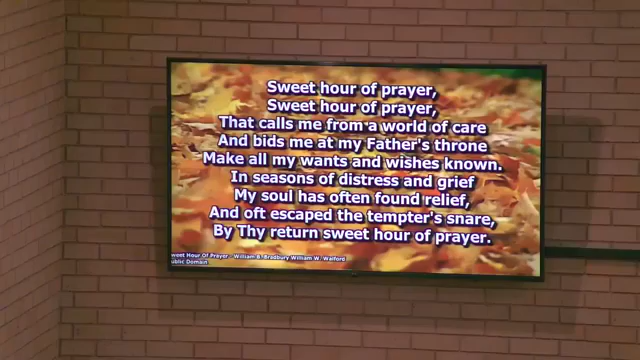 Sweet hour of prayer,
Sweet hour of prayer,
That calls me from a world of care
And bids me at my Father's throne
Make all my wants and wishes known.
In seasons of distress and grief
My soul has often found relief,
And oft escaped the tempter's snare,
By Thy return sweet hour of prayer.
weet Hour Of Prayer - William B. Bradbury William W. Walford
ublic Domain